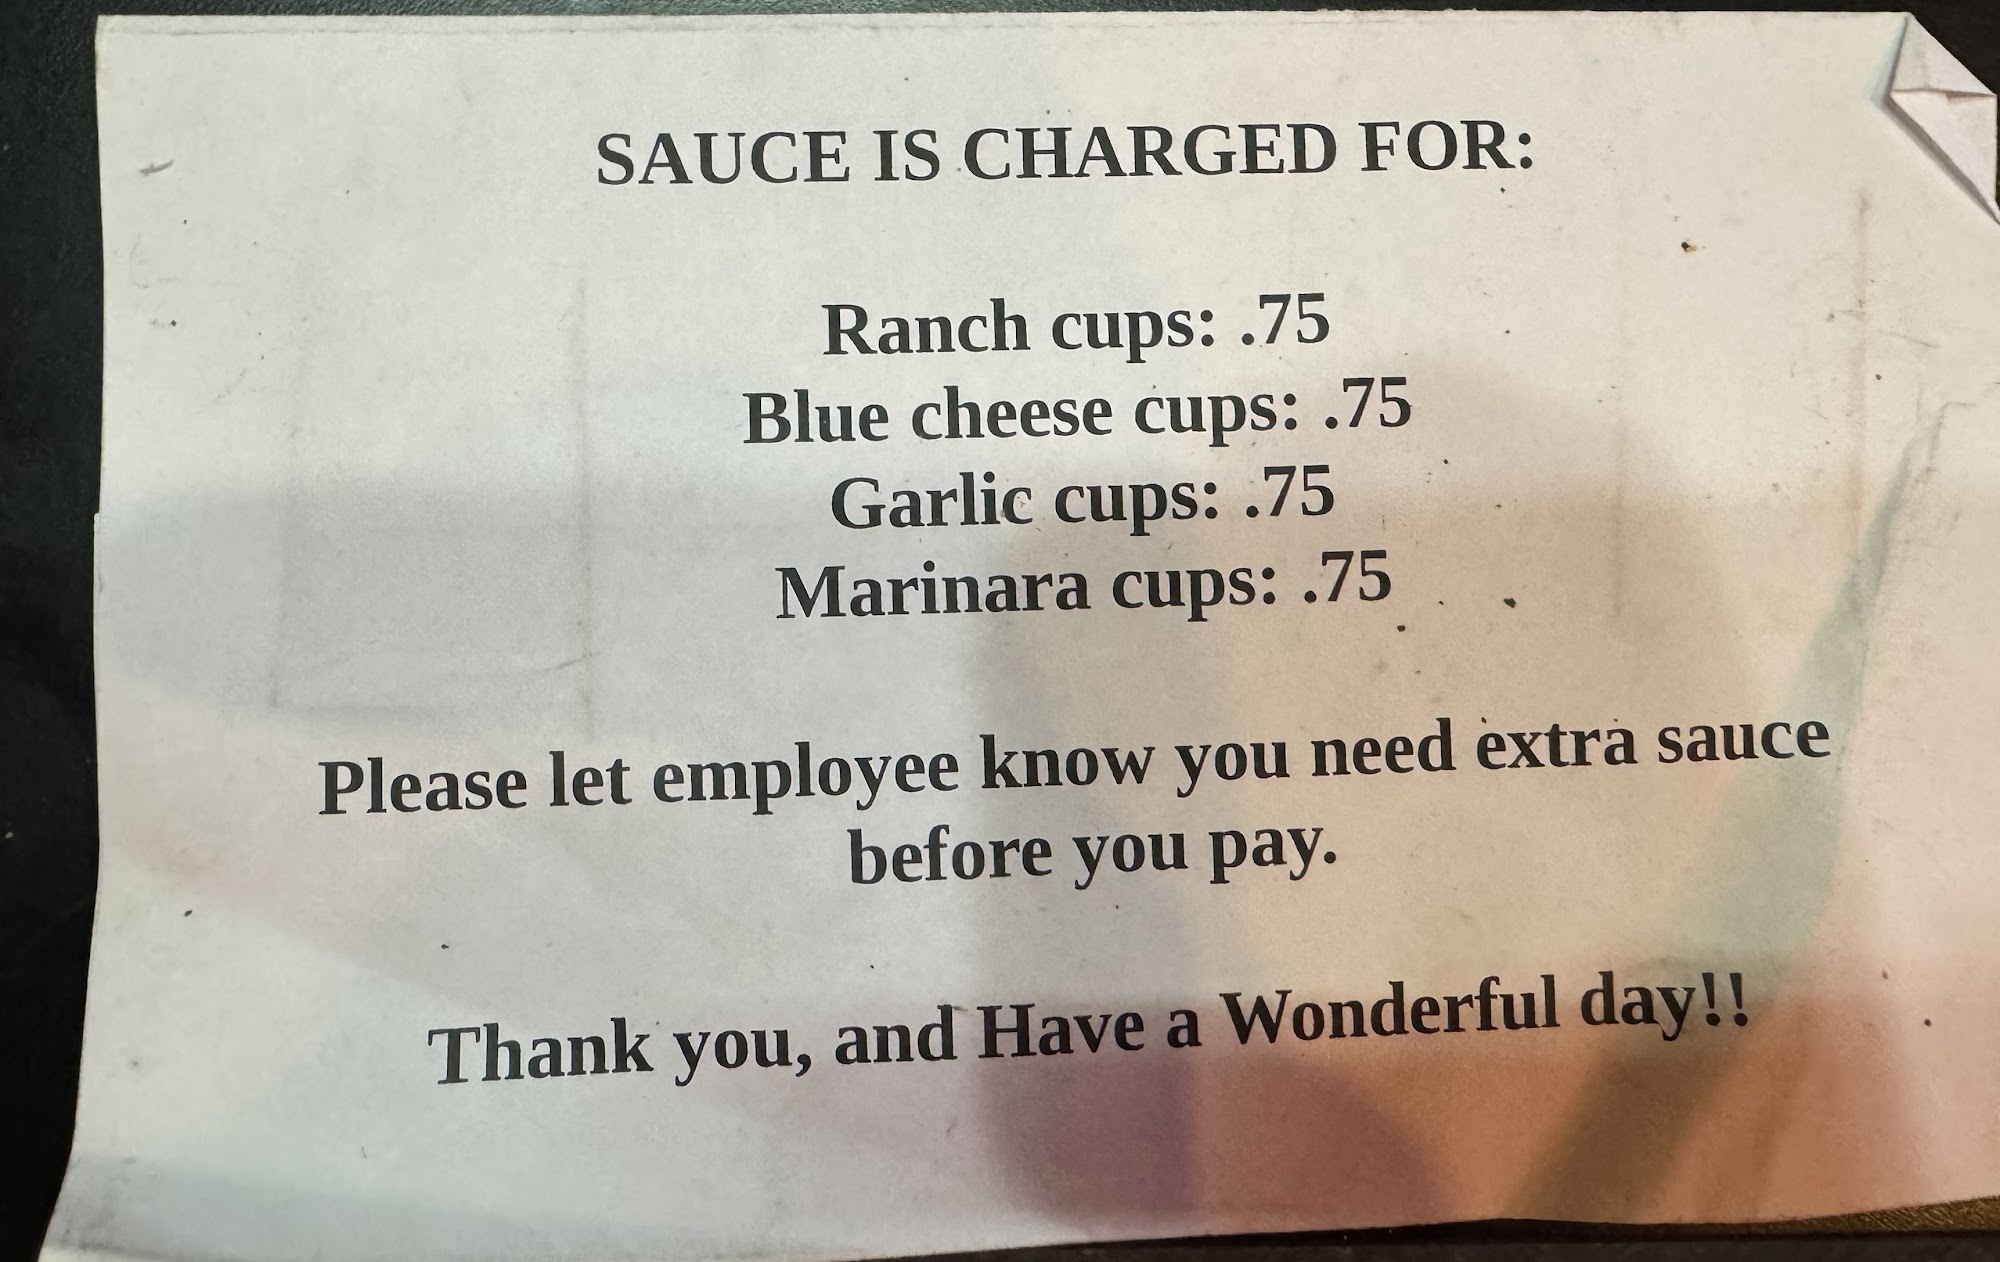 SAUCE IS CHARGED FOR:
Ranch cups: .75
Blue cheese cups: .75
Garlic cups: .75
Marinara cups: .75
Please let employee know you need extra sauce
before you pay.
Thank you, and Have a Wonderful day!!